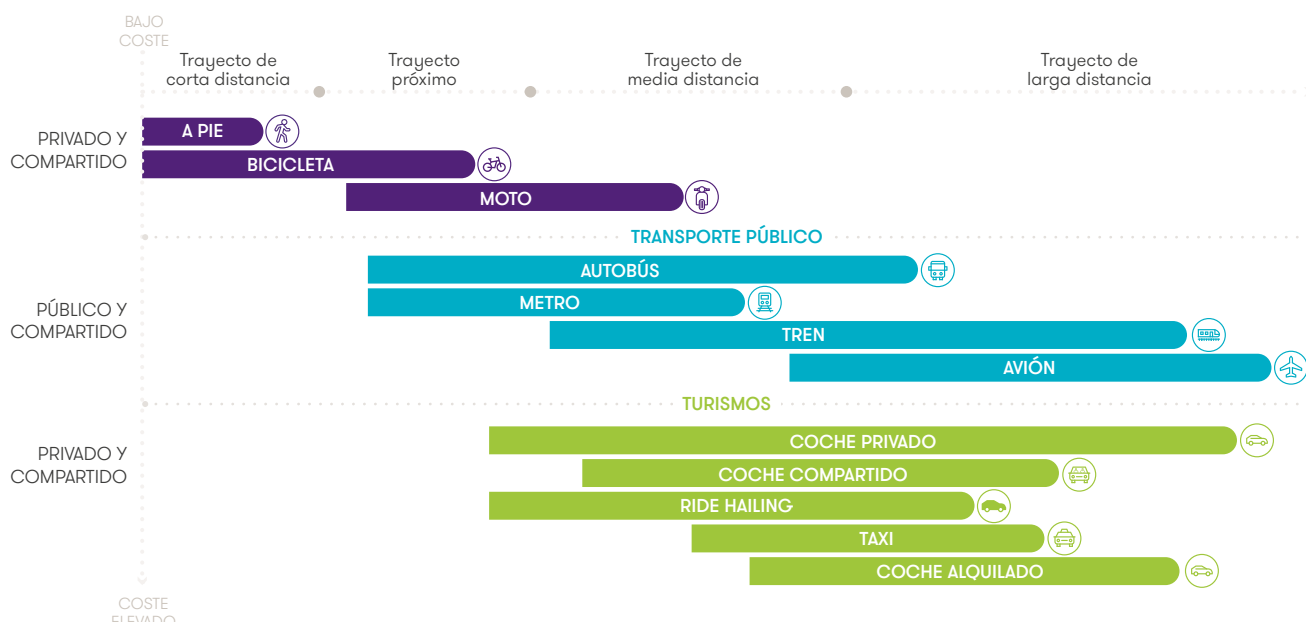 BAJO
COSTE
Trayecto de
corta distancia
Trayecto
próximo
Trayecto de
media distancia
Trayecto de
larga distancia
PRIVADO Y
COMPARTIDO
A PIE
BICICLETA
MOTO
TRANSPORTE PÚBLICO
PÚBLICO Y
COMPARTIDO
AUTOBÚS
METRO
TREN
AVIÓN
TURISMOS
PRIVADO Y
COMPARTIDO
COCHE PRIVADO
COCHE COMPARTIDO
RIDE HAILING
TAXI
COCHE ALQUILADO
COSTE
ELEVADO